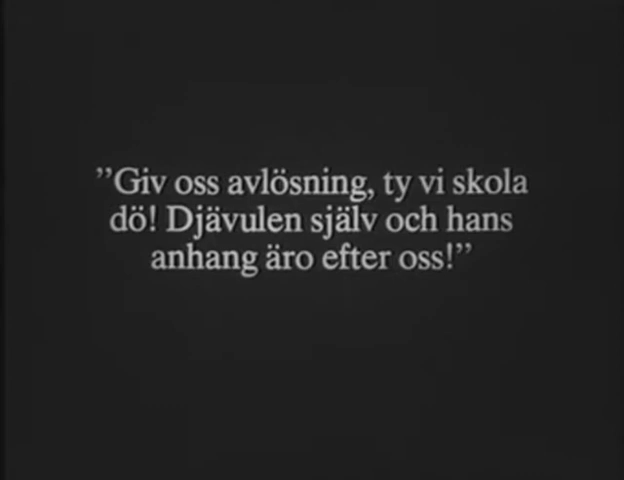 ”Giv oss avlösning, ty vi skola
dö! Djävulen själv och hans
anhang äro efter oss!”